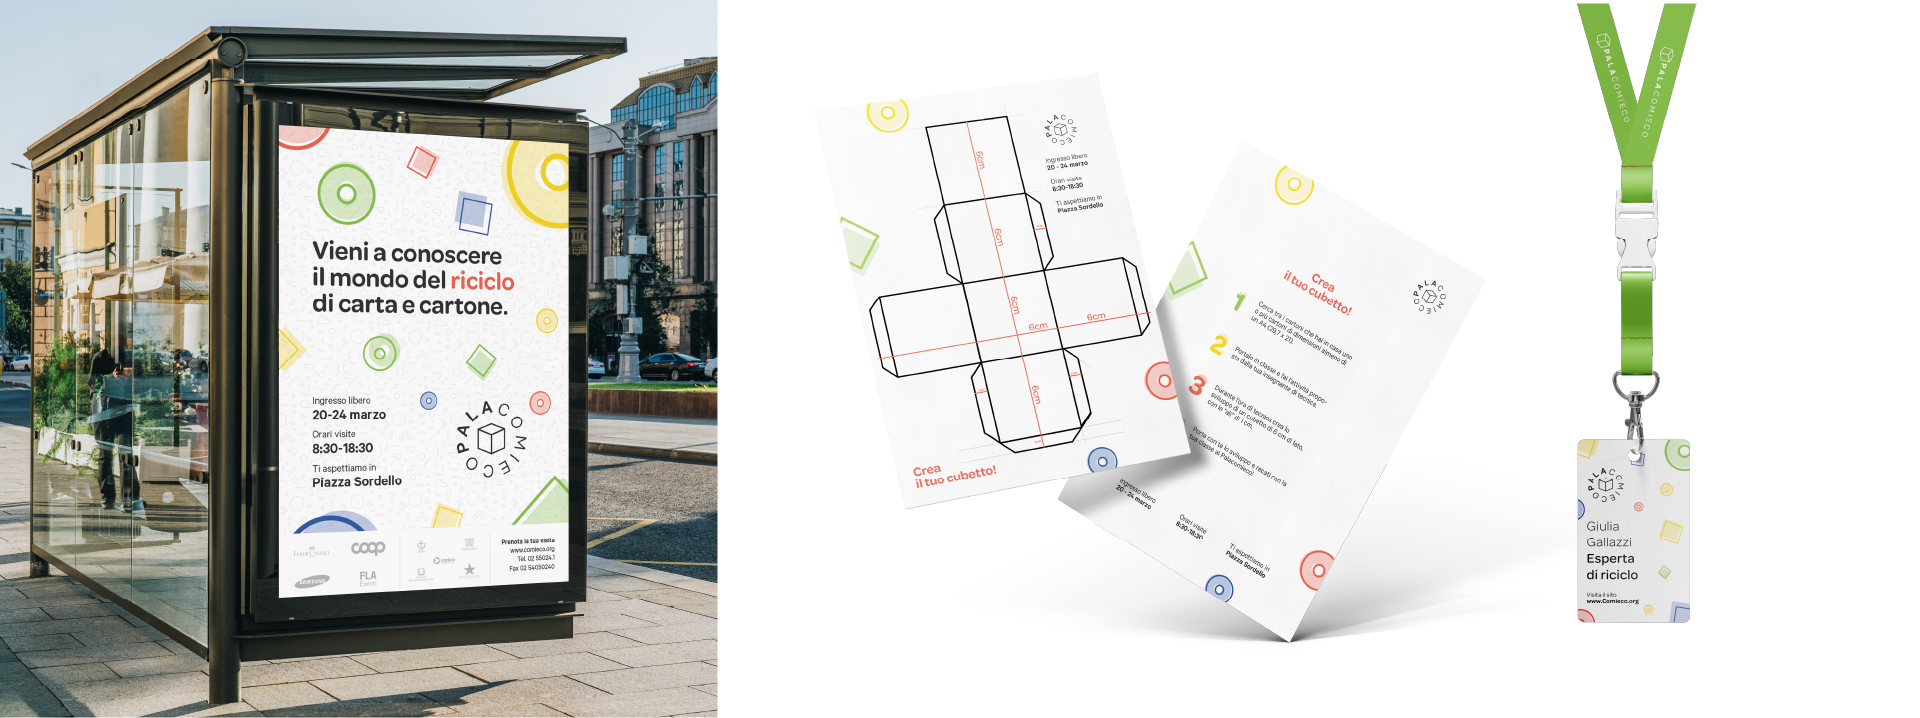 Vieni a conoscere
il mondo del riciclo
di carta e cartone.
Ingresso libero
20-24 marzo
Orari visite
8:30-18:30
Ti aspettiamo in
Piazza Sordello
PALACOMIECO
FABER-CASTELL
coop
SAMSUNG
FLA
Eventi
Prenota la tua visita
www.comieco.org
Tel. 02 55024.1
Fax 02 54050240
PALACOMIECO
Ingresso libero
20 - 24 marzo
Orari visite
8:30-18:30
Ti aspettiamo in
Piazza Sordello
6cm
6cm
6cm
6cm
6cm
6cm
Crea
il tuo cubetto!
Crea
il tuo cubetto!
PALACOMIECO
1
Cerca tra i cartoni che hai in casa uno
o più cartoni di dimensioni almeno di
un A4 (29,7 x 21).
2
Portalo in classe e fai l'attività propo-
sta dalla tua insegnante di tecnica.
3
Durante l'ora di tecnica crea lo
sviluppo di un cubetto di 6 cm di lato,
con le "ali" di 1 cm.
Porta con te lo sviluppo e recati con la
tua classe al Palacomieco!
Ingresso libero
20 - 24 marzo
Orari visite
8:30-18:30
Ti aspettiamo in
Piazza Sordello
PALACOMIECO
PALACOMIECO
PALACOMIECO
Giulia
Gallazzi
Esperta
di riciclo
Visita il sito
www.Comieco.org